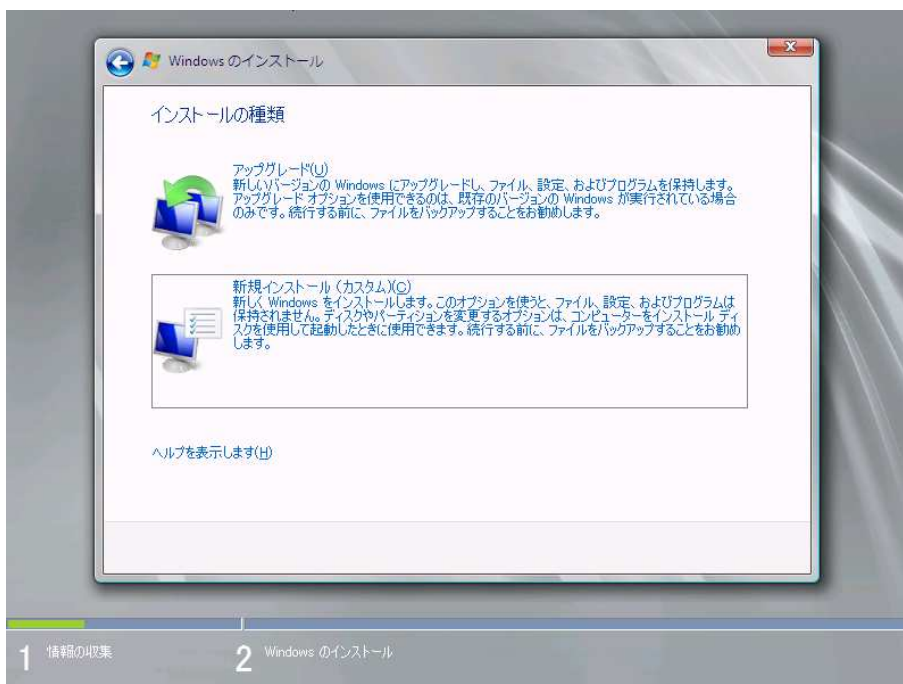 Windows のインストール
インストールの種類
アップグレード(U)
新しいバージョンの Windows にアップグレードし、ファイル、設定、およびプログラムを保持します。
アップグレード オプションを使用できるのは、既存のバージョンの Windows が実行されている場合
のみです。続行する前に、ファイルをバックアップすることをお勧めします。
新規インストール (カスタム)(C)
新しく Windows をインストールします。このオプションを使うと、ファイル、設定、およびプログラムは
保持されません。ディスクやパーティションを変更するオプションは、コンピューターをインストール ディ
スクを使用して起動したときに使用できます。続行する前に、ファイルをバックアップすることをお勧め
します。
ヘルプを表示します(H)
1 情報の収集
2 Windows のインストール